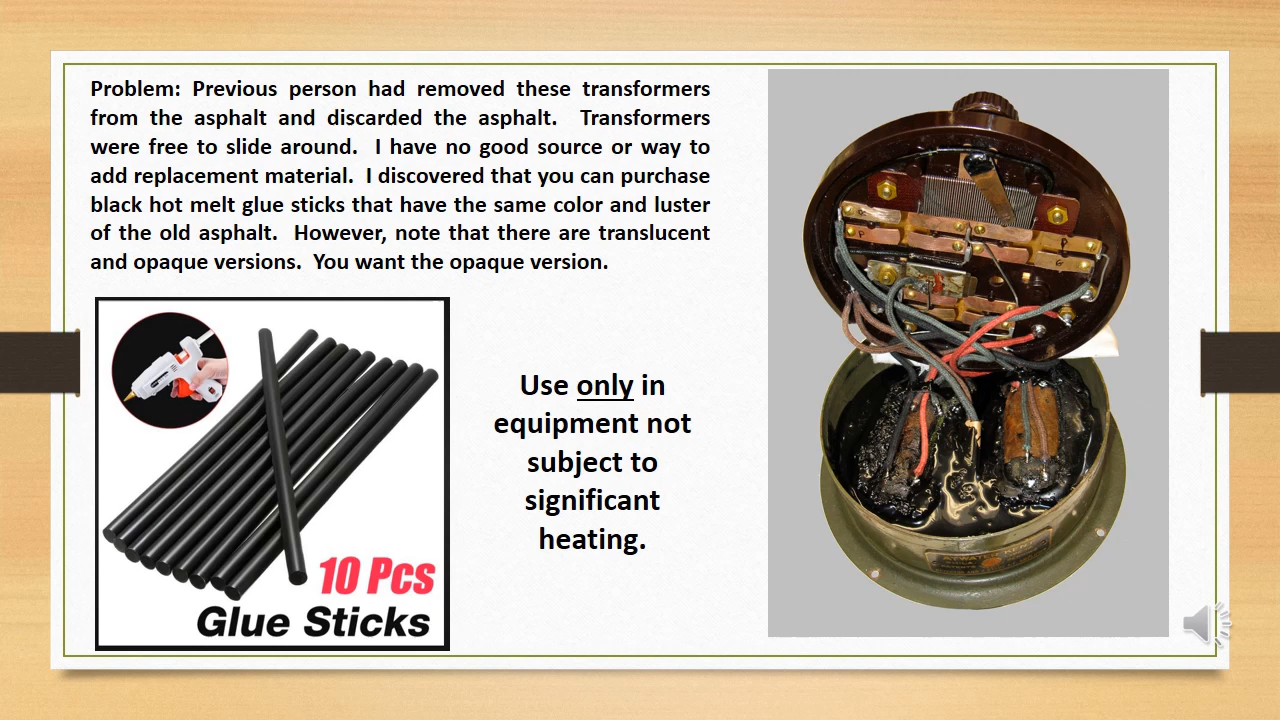 Problem: Previous person had removed these transformers
from the asphalt and discarded the asphalt. Transformers
were free to slide around. I have no good source or way to
add replacement material. I discovered that you can purchase
black hot melt glue sticks that have the same color and luster
of the old asphalt. However, note that there are translucent
and opaque versions. You want the opaque version.
Use only in
equipment not
subject to
significant
heating.
10 Pcs
Glue Sticks
P
P
G
ATWATER KENT